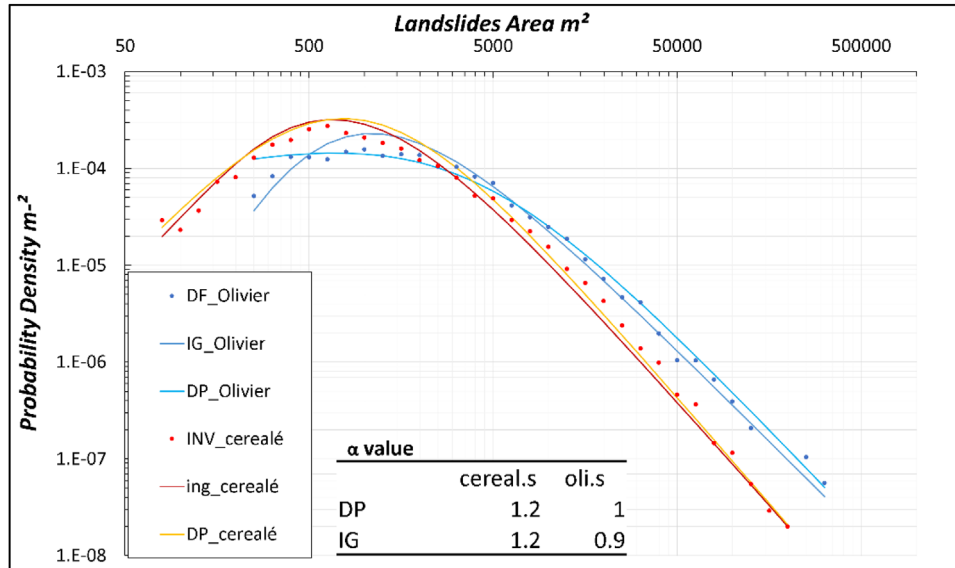 Landslides Area m²
50 500 5000 50000 500000
Probability Density m-²
1.E-03
1.E-04
1.E-05
1.E-06
1.E-07
1.E-08
DF_Olivier
IG_Olivier
DP_Olivier
INV_cerealé
ing_cerealé
DP_cerealé
α value
cereal.s oli.s
DP 1.2 1
IG 1.2 0.9